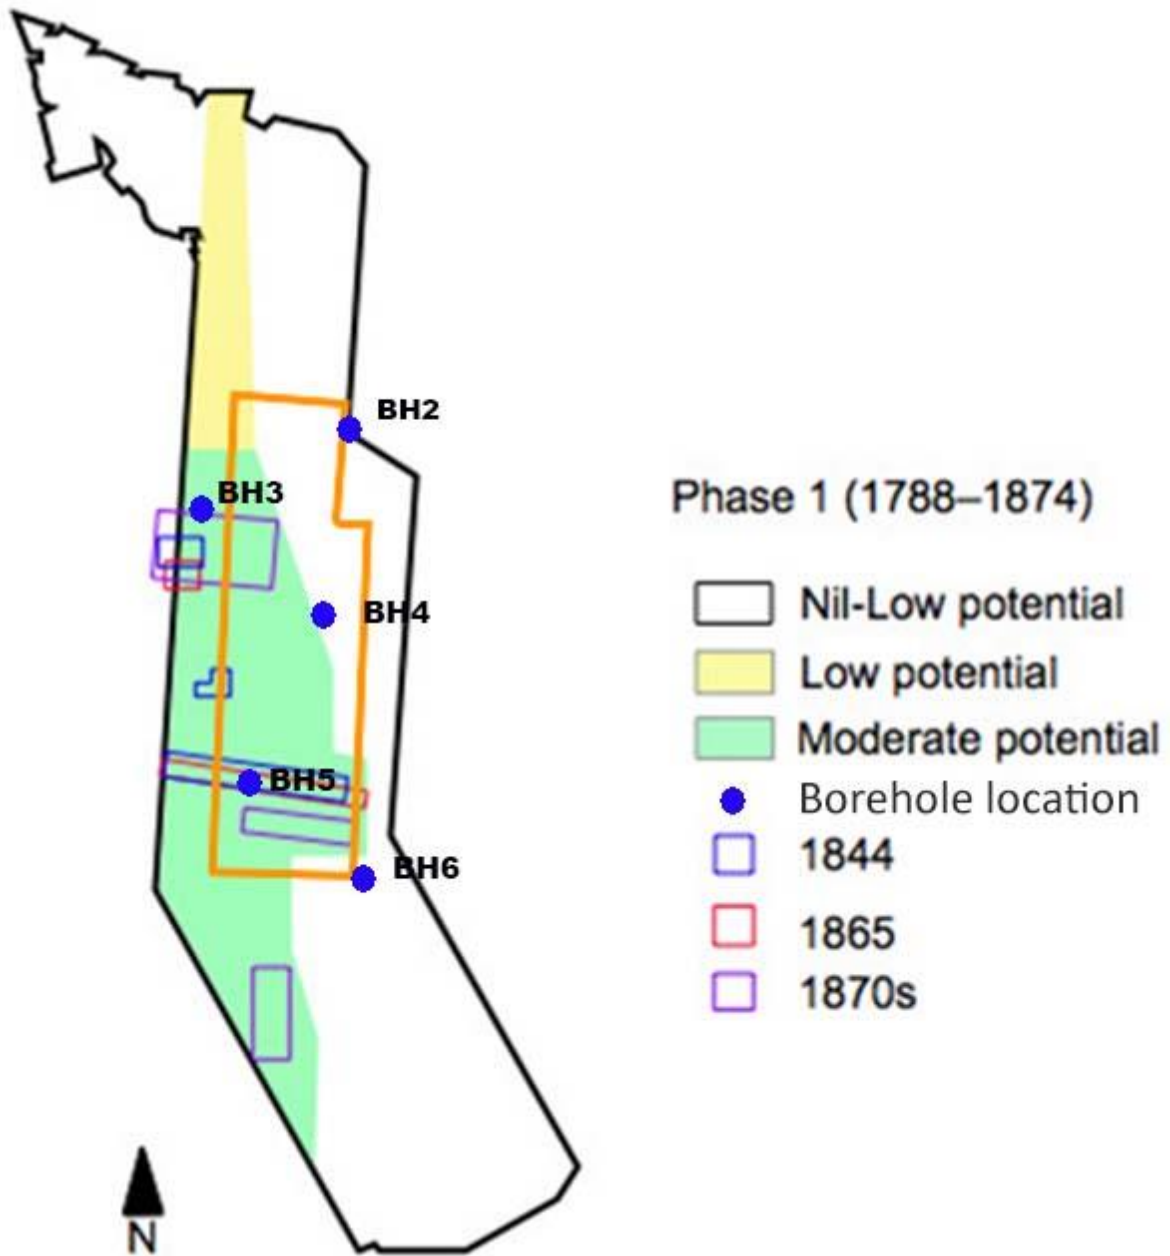 BH2
BH3
BH4
BH5
BH6
N
Phase 1 (1788–1874)
Nil-Low potential
Low potential
Moderate potential
Borehole location
1844
1865
1870s